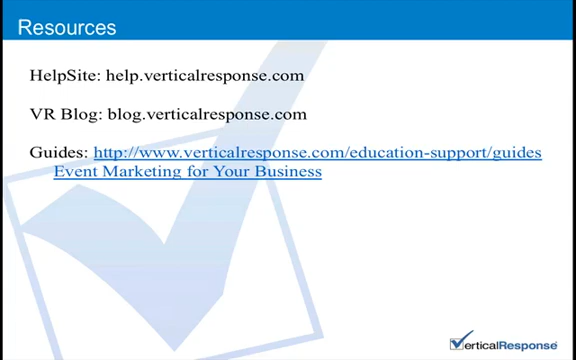 Resources
HelpSite: help.verticalresponse.com
VR Blog: blog.verticalresponse.com
Guides: http://www.verticalresponse.com/education-support/guides
Event Marketing for Your Business
VerticalResponse